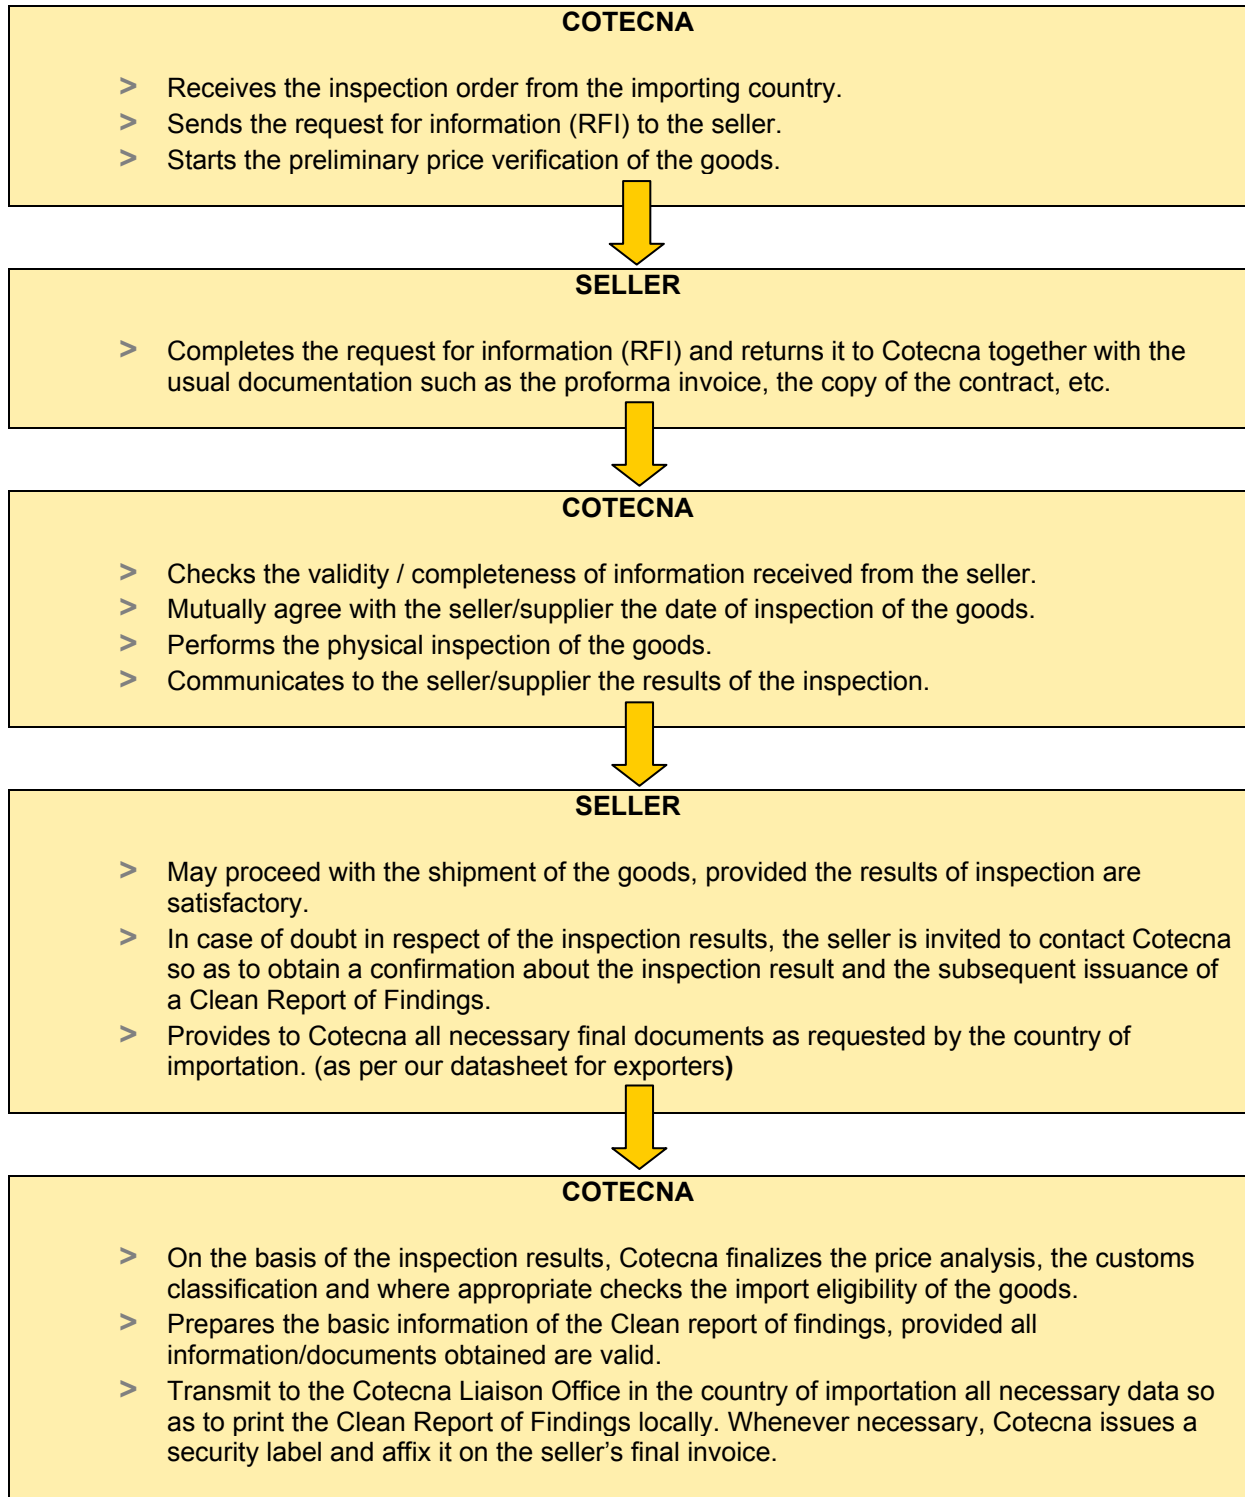 COTECNA
> Receives the inspection order from the importing country.
> Sends the request for information (RFI) to the seller.
> Starts the preliminary price verification of the goods.
SELLER
> Completes the request for information (RFI) and returns it to Cotecna together with the
usual documentation such as the proforma invoice, the copy of the contract, etc.
COTECNA
> Checks the validity / completeness of information received from the seller.
> Mutually agree with the seller/supplier the date of inspection of the goods.
> Performs the physical inspection of the goods.
> Communicates to the seller/supplier the results of the inspection.
SELLER
> May proceed with the shipment of the goods, provided the results of inspection are
satisfactory.
> In case of doubt in respect of the inspection results, the seller is invited to contact Cotecna
so as to obtain a confirmation about the inspection result and the subsequent issuance of
a Clean Report of Findings.
> Provides to Cotecna all necessary final documents as requested by the country of
importation. (as per our datasheet for exporters)
COTECNA
> On the basis of the inspection results, Cotecna finalizes the price analysis, the customs
classification and where appropriate checks the import eligibility of the goods.
> Prepares the basic information of the Clean report of findings, provided all
information/documents obtained are valid.
> Transmit to the Cotecna Liaison Office in the country of importation all necessary data so
as to print the Clean Report of Findings locally. Whenever necessary, Cotecna issues a
security label and affix it on the seller’s final invoice.